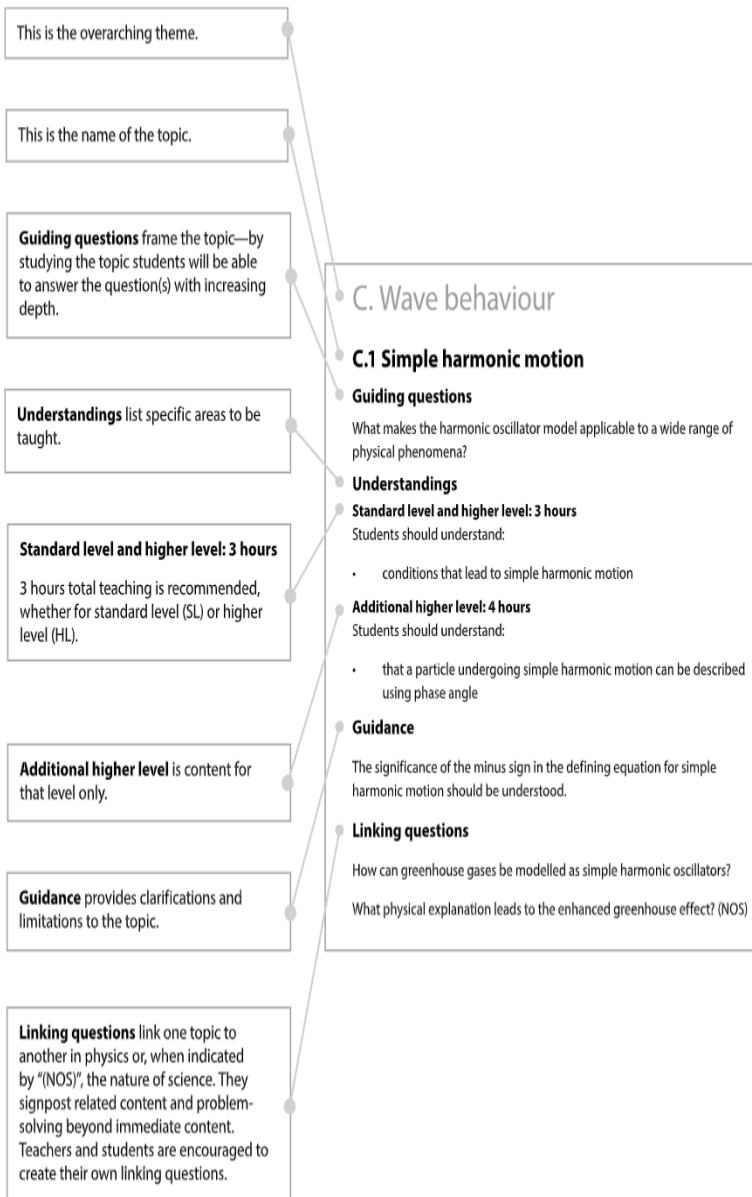 This is the overarching theme.
This is the name of the topic.
Guiding questions frame the topic—by
studying the topic students will be able
to answer the question(s) with increasing
depth.
Understandings list specific areas to be
taught.
Standard level and higher level: 3 hours
3 hours total teaching is recommended,
whether for standard level (SL) or higher
level (HL).
Additional higher level is content for
that level only.
Guidance provides clarifications and
limitations to the topic.
Linking questions link one topic to
another in physics or, when indicated
by "(NOS)", the nature of science. They
signpost related content and problem-
solving beyond immediate content.
Teachers and students are encouraged to
create their own linking questions.
C. Wave behaviour
C.1 Simple harmonic motion
Guiding questions
What makes the harmonic oscillator model applicable to a wide range of
physical phenomena?
Understandings
Standard level and higher level: 3 hours
Students should understand:
• conditions that lead to simple harmonic motion
Additional higher level: 4 hours
Students should understand:
• that a particle undergoing simple harmonic motion can be described
using phase angle
Guidance
The significance of the minus sign in the defining equation for simple
harmonic motion should be understood.
Linking questions
How can greenhouse gases be modelled as simple harmonic oscillators?
What physical explanation leads to the enhanced greenhouse effect? (NOS)